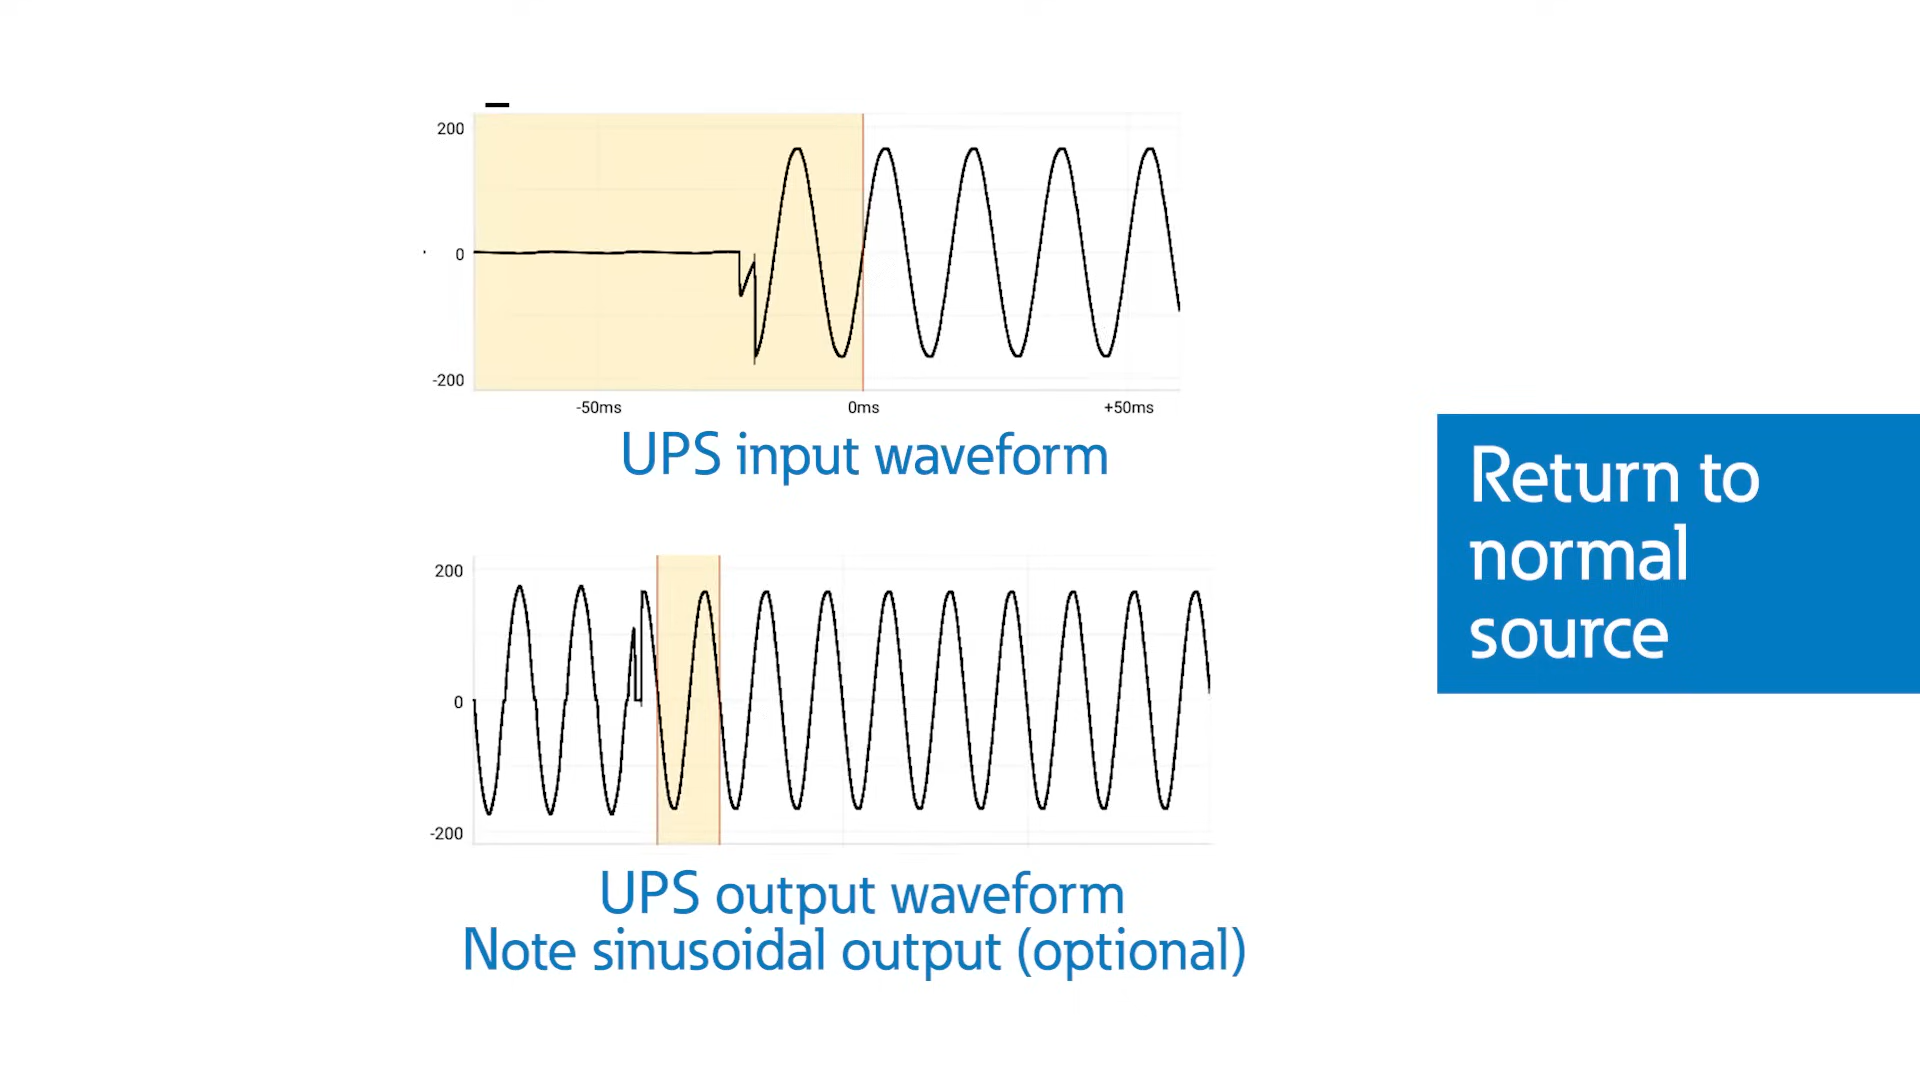 200
0
-200
-50ms 0ms +50ms
UPS input waveform
200
0
-200
UPS output waveform
Note sinusoidal output (optional)
Return to
normal
source